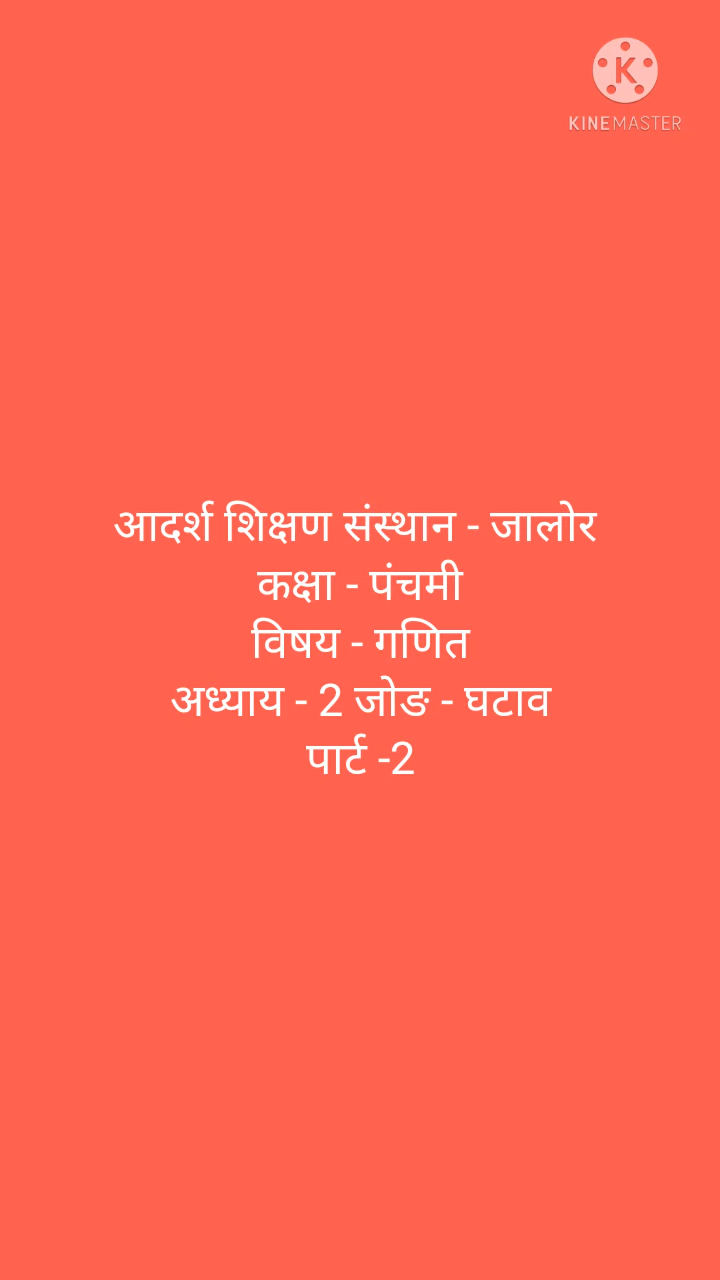 KINEMASTER
आदर्श शिक्षण संस्थान - जालोर
कक्षा - पंचमी
विषय - गणित
अध्याय - 2 जोङ - घटाव
पार्ट -2